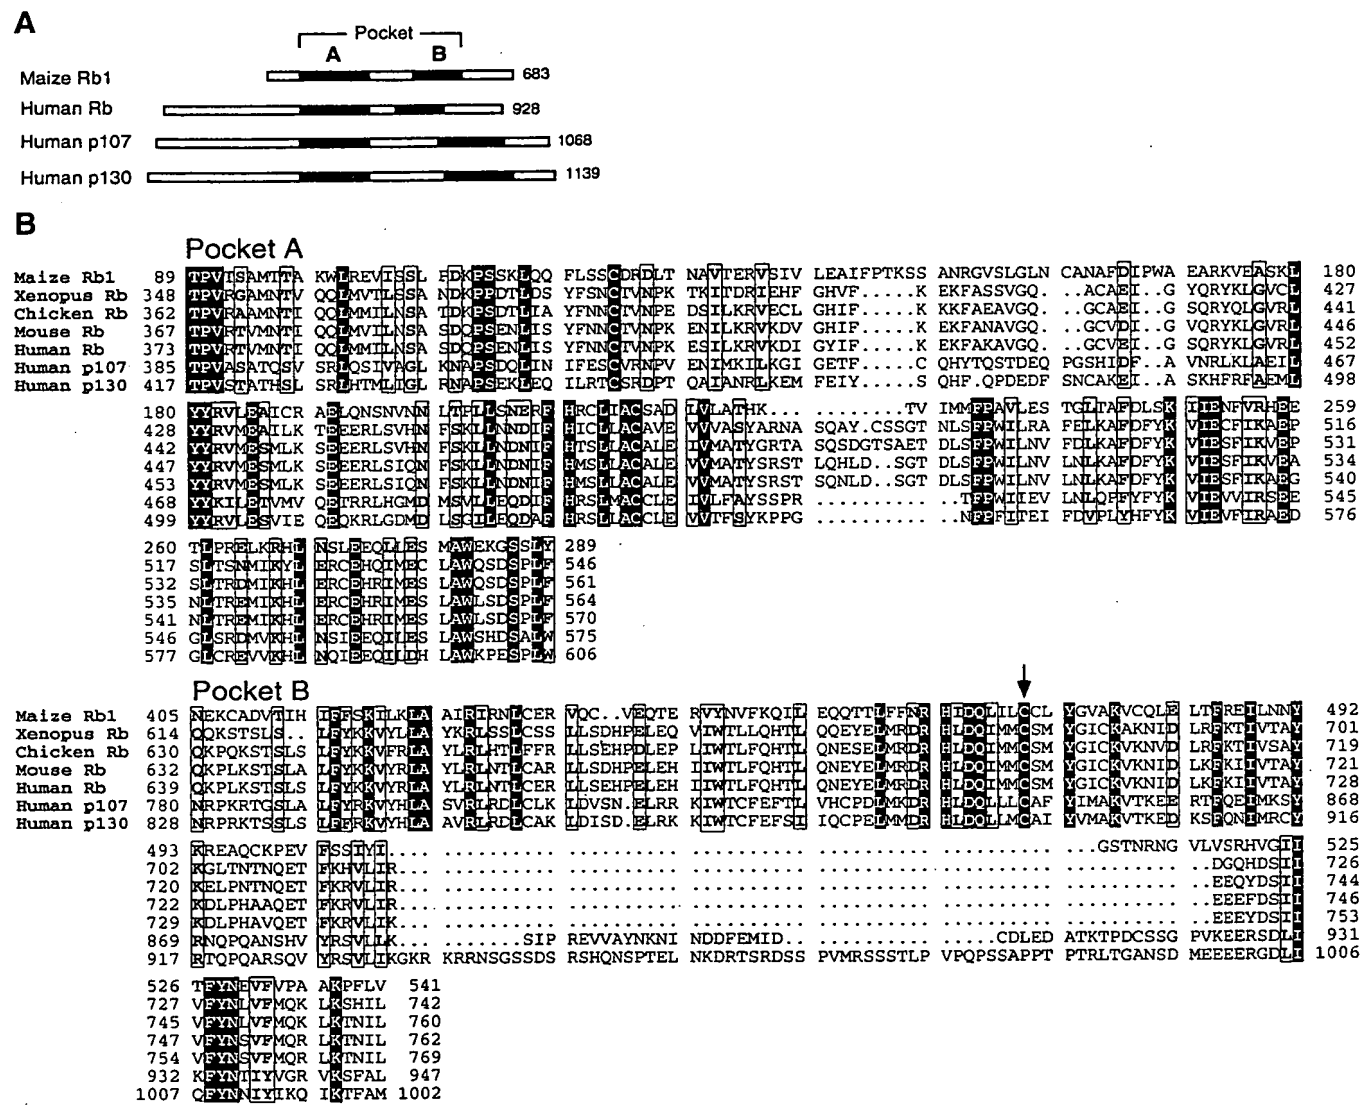 A
Pocket
A B
Maize Rb1 683
Human Rb 928
Human p107 1068
Human p130 1139
B
Pocket A
Maize Rb1 89 TPVTSAMTTA KWLREVISSL PDKPSSKLQQ FLSSCDRDLT NAVTERVSIV LEAIFPTKSS ANRGVSLGLN CANAFDIPWA EARKVEASKL 180
Xenopus Rb 348 TPVRGAMNTV QQLMVTLSSA NDKPPDTLDS YFSNCTVNPK TKITDRIEHF GHVF.....K EKFASSVGQ. ..ACAEI..G YQRYKLGVCL 427
Chicken Rb 362 TPVRAAMNTI QQLMMILNSA TDKPSDTLIA YFNNCTVNPE DSILKRVECL GHIF.....K KKFAEAVGQ. ..GCAEI..G SQRYQLGVRL 441
Mouse Rb 367 TPVRTVMNTI QQLMVILNSA SDQPSENLIS YFNNCTVNPK ENILKRVKDV GHIF.....K EKFANAVGQ. ..GCVDI..G VQRYKLGVRL 446
Human Rb 373 TPVRTVMNTI QQLMMILNSA SDQPSENLIS YFNNCTVNPK ESILKRVKDI GYIF.....K EKFAKAVGQ. ..GCVEI..G SQRYKLGVRL 452
Human p107 385 TPVASATQSV SRLQSIVAGL KNAPSDQLIN IFESCVRNPV ENIMKILKGI GETF.....C QHYTQSTDEQ PGSHIDF..A VNRLKLAEIL 467
Human p130 417 TPVSTATHSL SRLHTMLTGL RNAPSEKLEQ ILRTCSRDPT QAIANRLKEM FEIY.....S QHF.QPDEDF SNCAKEI..A SKHFRFAEML 498
180 YYRVLEAICR AELQNSNVNN LTPLLSNERF HRCLIACSAD LVLATHK... .......... .......TV IMMFPAVLES TGLTAFDLSK IIENFVRHEE 259
428 YYRVMEAILK TEEERLSVHN FSKLLNNDIF HICLLACAVE VVVASYARNA SQAY.CSSGT NLSFPWILRA FELKAFDFYK VIECFIKAEP 516
442 YYRVMESMLK SEEERLSVHN FSKLLNDNIF HTSLLACALE IVMATYGRTA SQSDGTSAET DLSFPWILNV FDLKAFDFYK VIESFIKVEP 531
447 YYRVMESMLK SEEERLSIQN FSKLLNDNIF HMSLLACALE VVMATYSRST LQHLD..SGT DLSFPWILNV LNLKAFDFYK VIESFIKVEA 534
453 YYRVMESMLK SEEERLSIQN FSKLLNDNIF HMSLLACALE VVMATYSRST SQNLD..SGT DLSFPWILNV LNLKAFDFYK VIESFIKAEG 540
468 YYKILETVMV QETRRLHGMD MSVLLEQDIF HRSLMACCLE IVLFAYSSPR ..........  .TFPWIIEV LNLQPFYFYK VIEVVIRSEE 545
499 YYRVLESVIE QEQKRLGDMD LSGILEQDAF HRSLLACCLE VVTFSYKPPG ..........  .NFPFITEI FDVPLYHFYK VIEVFIRAED 576
260 TLPRELKRHL NSLEEQLLES MAWEKGSSLY 289
517 SLTSNMIKYL ERCEHQIMEC LAWQSDSPLF 546
532 SLTRDMIKHL ERCEHRIMES LAWQSDSPLF 561
535 NLTREMIKHL ERCEHRIMES LAWLSDSPLF 564
541 NLTREMIKHL ERCEHRIMES LAWLSDSPLF 570
546 GLSRDMVKHL NSIEEQILES LAWSHDSALW 575
577 GLCREVVKHL NQIEEQILDH LAWKPESPLW 606
Pocket B
Maize Rb1 405 NEKCADVTIH IFFSKILKLA AIRIRNLCER VQC..VEQTE RVYNVFKQIL EQQTTLFFNR HIDQLILCCL YGVAKVCQLE LTFREILNNY 492
Xenopus Rb 614 QQKSTSLS.. LFYKKVYLLA YKRLSSLCSS LLSDHPELEQ VIWTLLQHTL QQEYELMRDR HLDQIMMCSM YGICKAKNID LRFKTIVTAY 701
Chicken Rb 630 KPQKSTSLS LFYKKVFRLA YLRLHTLFFR LLSEHPDLEP LIWTLFQHTL QNESELMRDR HLDQIMMCSM YGICKVKNID LRFKTIVSAY 719
Mouse Rb 632 QKPLKSTSLA LFYKKVYRLA YLRLNTLCAR LLSDHPELEH IIWTLFQHTL QNEYELMRDR HLDQIMMCSM YGICKVKNID LKFKIIVTAY 721
Human Rb 639 QKPLKSTSLS LFYKKVYRLA YLRLNTLCER LLSEHPELEH IIWTLFQHTL QNEYELMRDR HLDQIMMCSM YGICKVKNID LKFKIIVTAY 728
Human p107 780 NRPKRTGSLA LFYRKVYHLA SVRLRDLCLK LDVSN.ELRR KIWTCFEFTL VHCPDLMKDR HLDQLLLCAF YIMAKVTKEE RTFQEIMKSY 868
Human p130 828 NRPRKTSSLS LFFRKVYHLA AVRLRDLCAK LDISD.ELRK KIWTCFEFSI IQCPELMMDR HLDQLLMCAI YVMAKVTKED KSFQNIMRCY 916
493 KREAQCKPEV FSSIYI.... .......... .......... .......... .......... .......... ...GSTNRNG VLVSRHVGII 525
702 KGLTNTNQET FKHVLIR... .......... .......... .......... .......... .......... .......... ..DGQHDSII 726
720 KELPNTNQET FKRVLIR... .......... .......... .......... .......... .......... .......... ..EEQYDSII 744
722 KDLPHAAQET FKRVLIR... .......... .......... .......... .......... .......... .......... ..EEEFDSII 746
729 KDLPHAVQET FKRVLIK... .......... .......... .......... .......... .......... .......... ..EEEYDSII 753
869 RNQPQANSHV YRSVLLK... .......SIP REVVAYNKNI NDDFEMID.. .......... .....CDLED ATKTPDCSSG PVKEERSDLI 931
917 RTQPQARSQV YRSVLLKGKR KRRNSGSSDS RSHQNSPTEL NKDRTSRDSS PVMRSSSTLP VPQPSSAPPT PTRLTGANSD MEEEERGDLI 1006
526 TFYNEVFVPA AKPFLV 541
727 VFYNLVFMQK LKSHIL 742
745 VFYNLVFMQK LKTNIL 760
747 VFYNSVFMQR LKTNIL 762
754 VFYNSVFMQR LKTNIL 769
932 KFYNTIYVGR VKSFAL 947
1007 QFYNNIYIKQ IKTFAM 1002